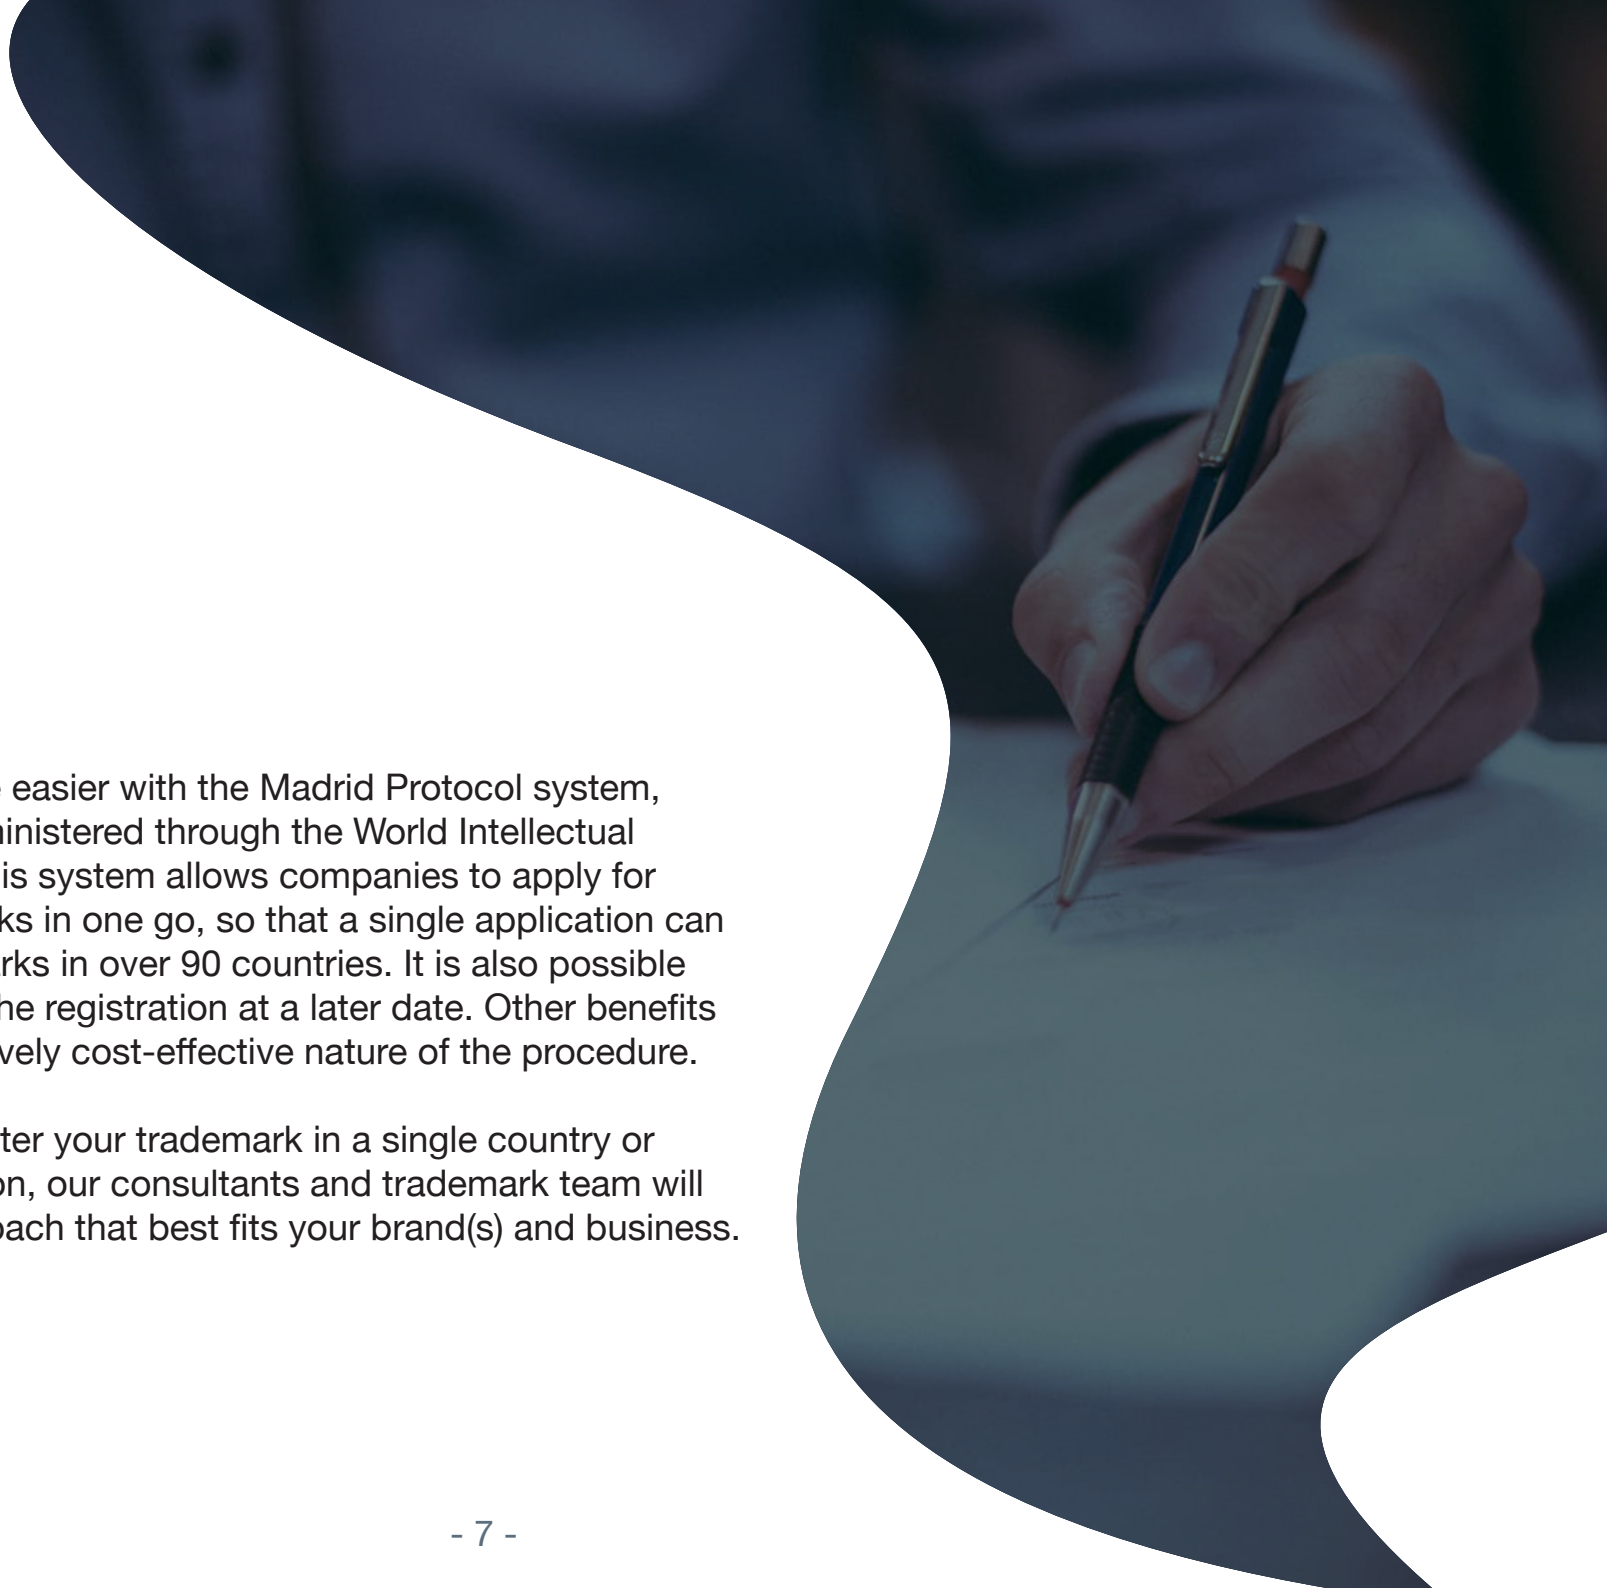 easier with the Madrid Protocol system,
inistered through the World Intellectual
is system allows companies to apply for
ks in one go, so that a single application can
rks in over 90 countries. It is also possible
he registration at a later date. Other benefits
vely cost-effective nature of the procedure.
ter your trademark in a single country or
on, our consultants and trademark team will
ach that best fits your brand(s) and business.
- 7 -